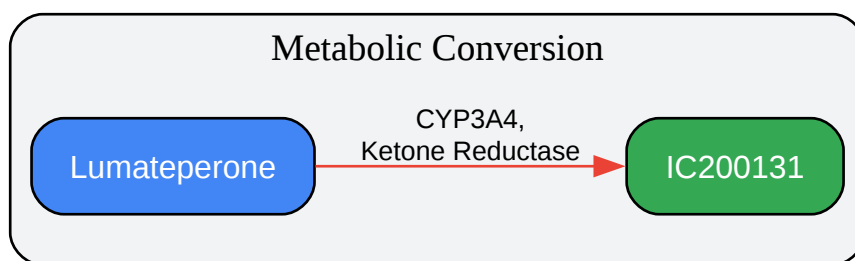 Metabolic Conversion
CYP3A4,
Ketone Reductase
Lumateperone
IC200131